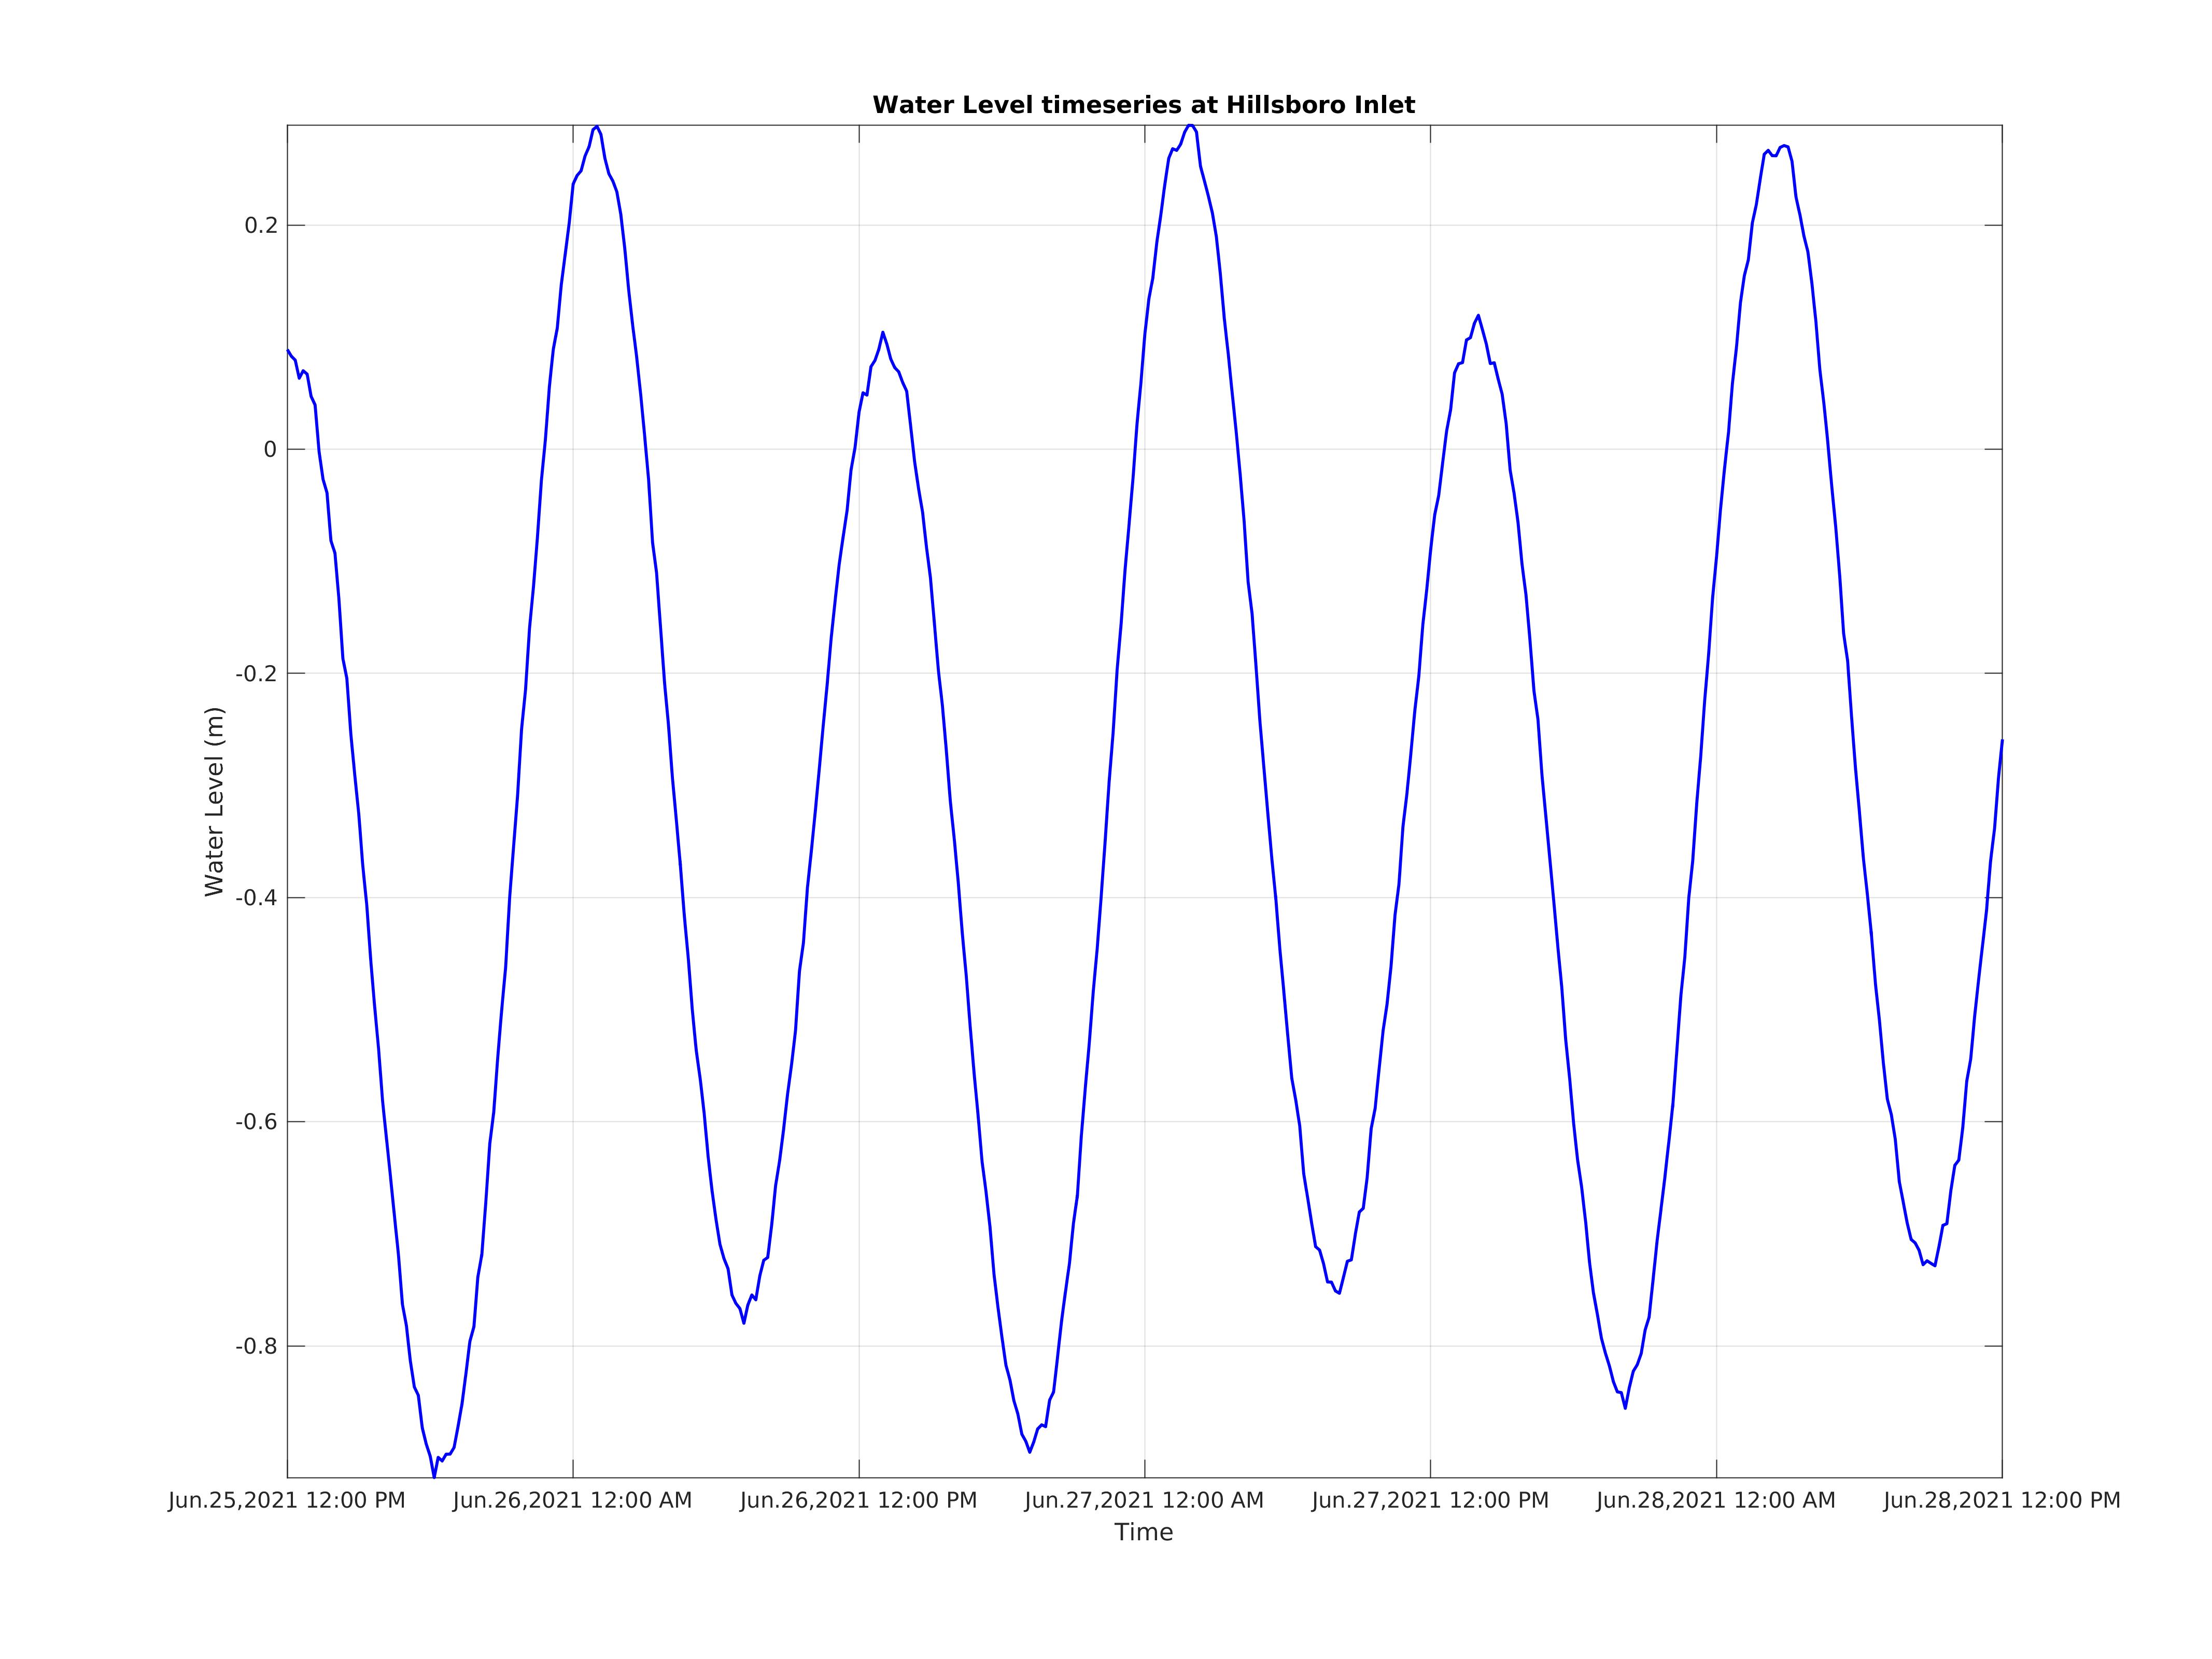 Water Level timeseries at Hillsboro Inlet
0.2
0
-0.2
-0.4
-0.6
-0.8
Water Level (m)
Jun.25,2021 12:00 PM
Jun.26,2021 12:00 AM
Jun.26,2021 12:00 PM
Jun.27,2021 12:00 AM
Jun.27,2021 12:00 PM
Jun.28,2021 12:00 AM
Jun.28,2021 12:00 PM
Time